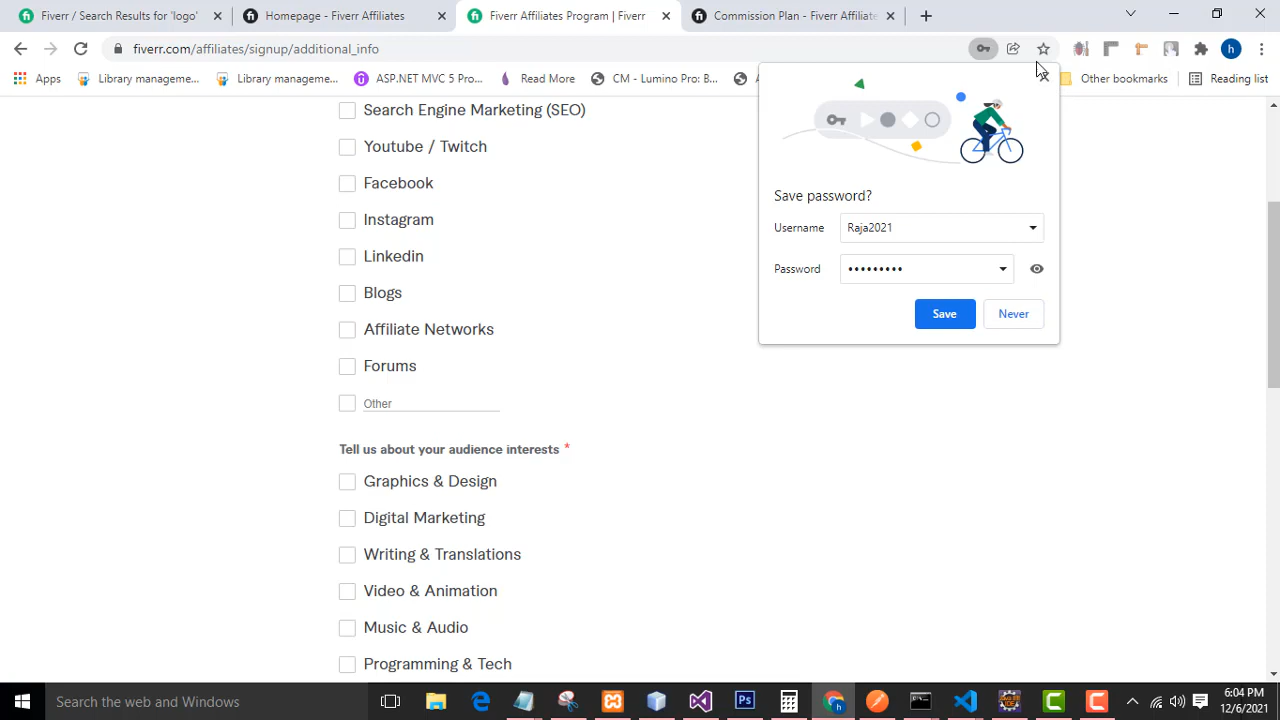 Fiverr / Search Results for 'logo'
Homepage - Fiverr Affiliates
Fiverr Affiliates Program | Fiverr
Commission Plan - Fiverr Affiliate
fiverr.com/affiliates/signup/additional_info
h
Apps
Library management...
Library management...
ASP.NET MVC 5 Pro...
Read More
CM - Lumino Pro: B...
Other bookmarks
Reading list
Search Engine Marketing (SEO)
Youtube / Twitch
Facebook
Instagram
Linkedin
Blogs
Affiliate Networks
Forums
Other
Tell us about your audience interests *
Graphics & Design
Digital Marketing
Writing & Translations
Video & Animation
Music & Audio
Programming & Tech
Save password?
Username
Raja2021
Password
•••••••••
Save
Never
Search the web and Windows
6:04 PM
12/6/2021